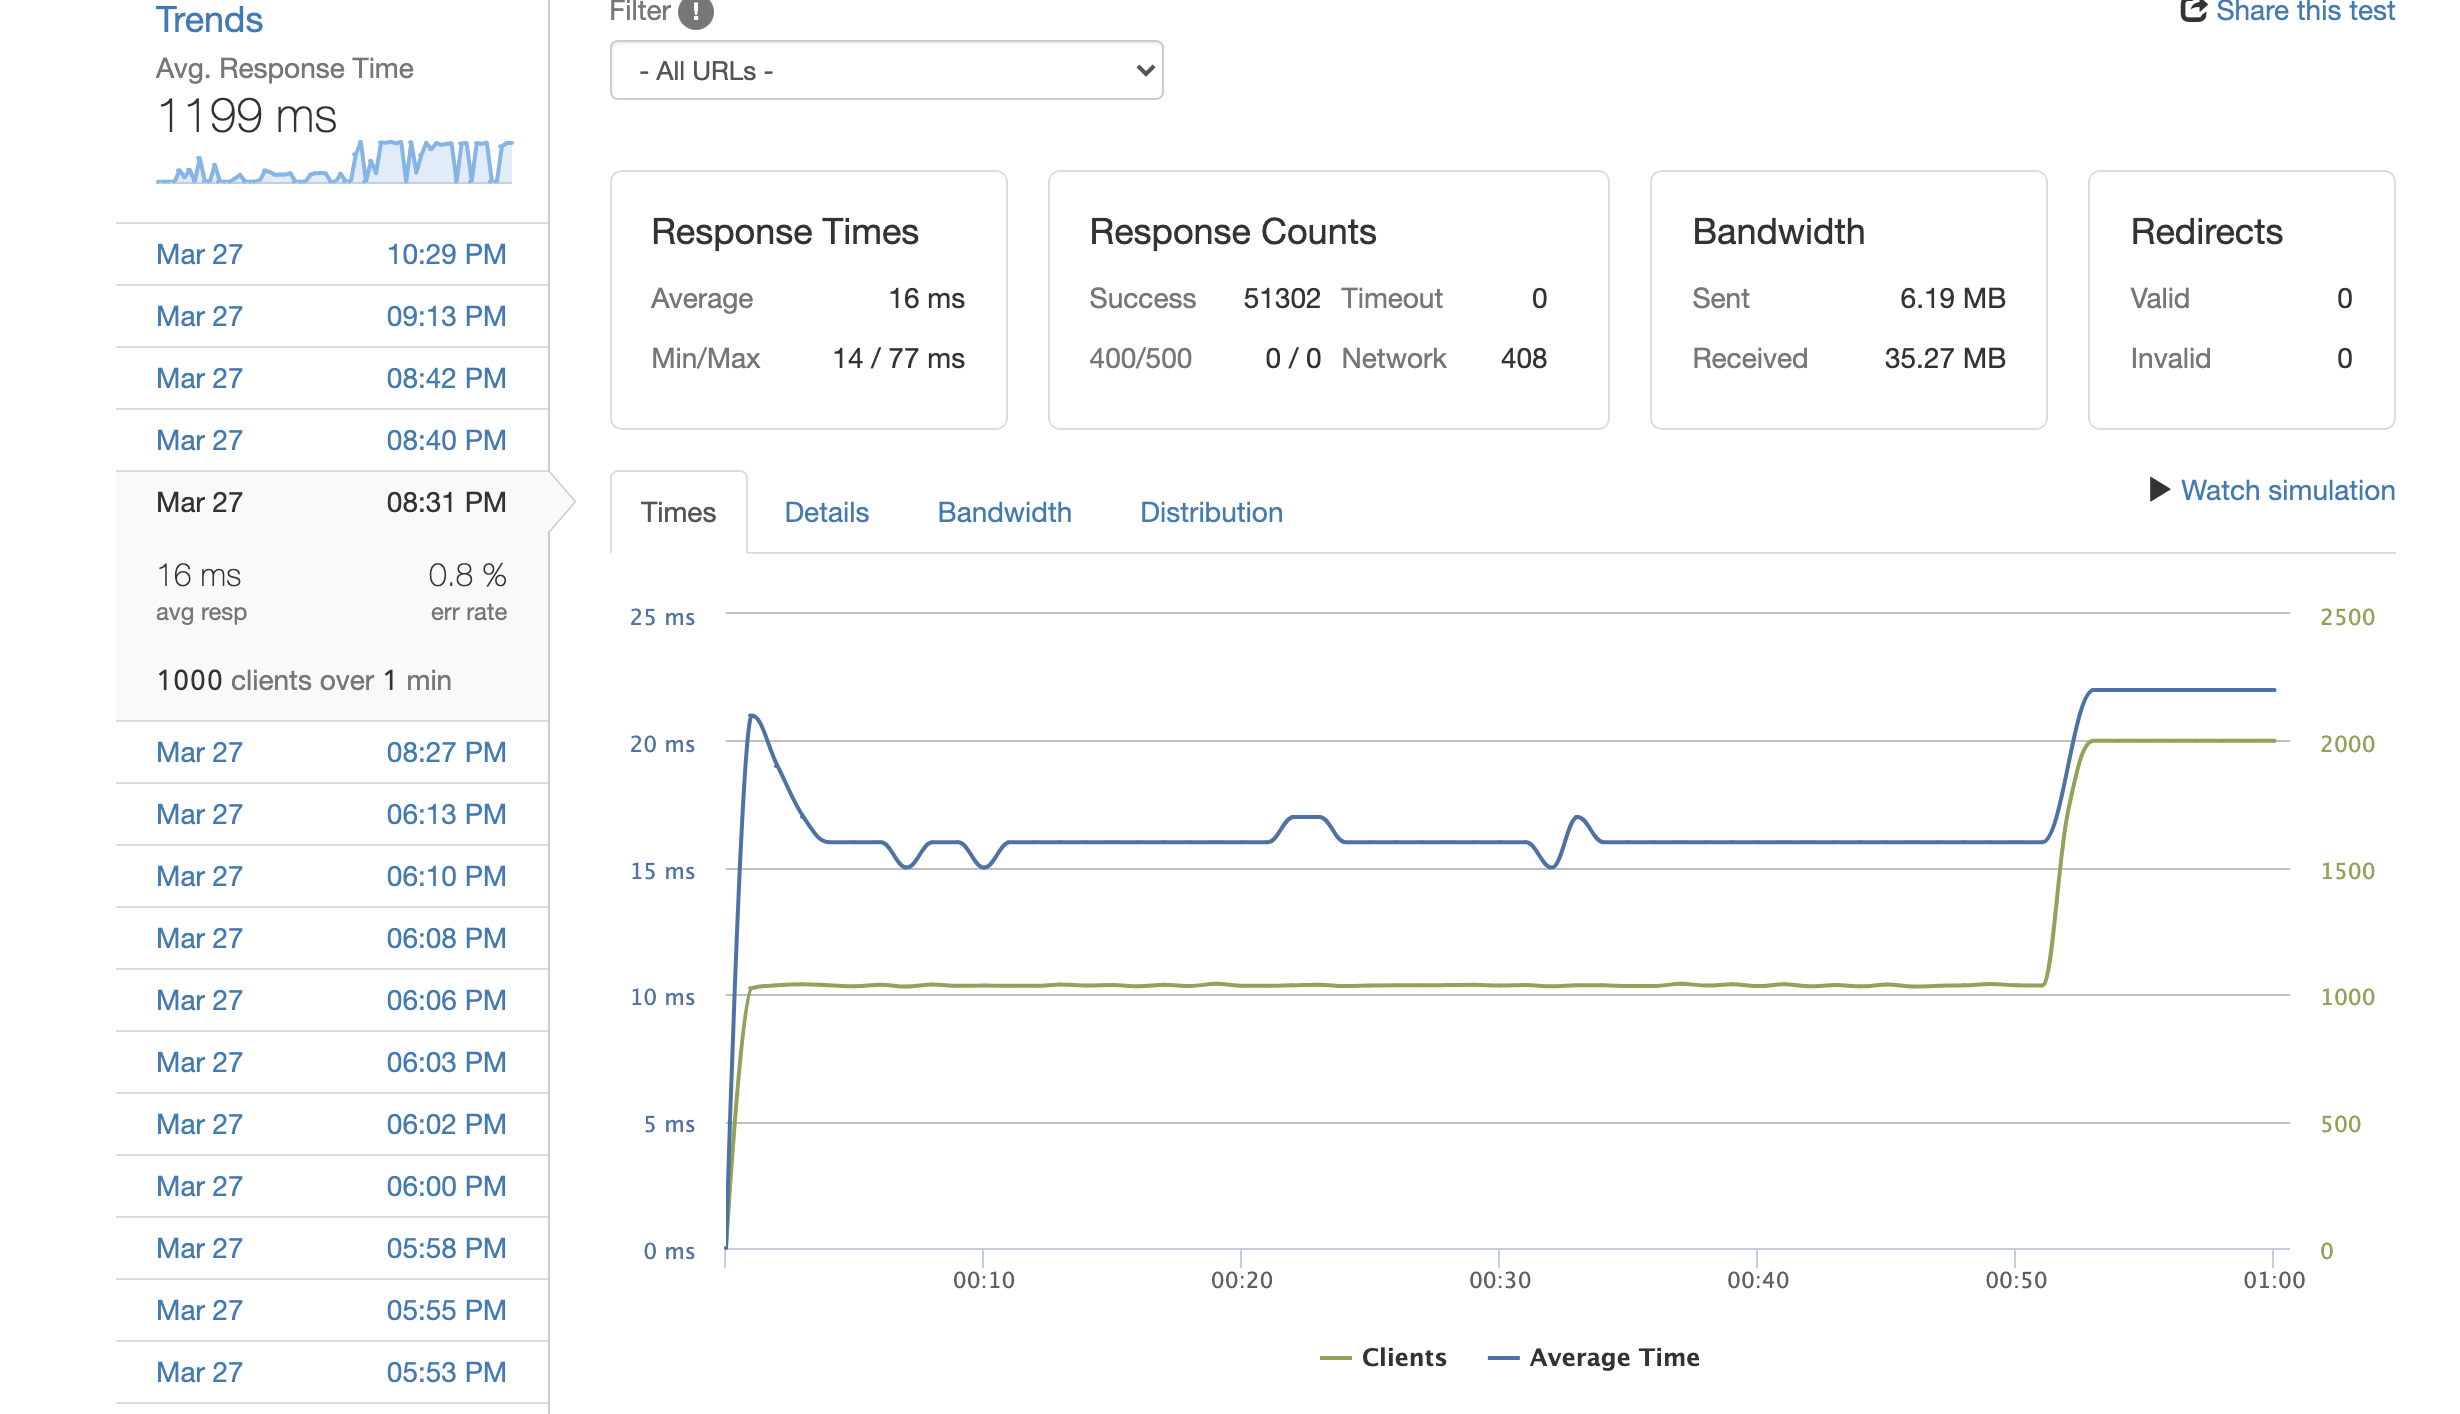 Trends
Avg. Response Time
1199 ms
Mar 27 10:29 PM
Mar 27 09:13 PM
Mar 27 08:42 PM
Mar 27 08:40 PM
Mar 27 08:31 PM
16 ms 0.8 %
avg resp err rate
1000 clients over 1 min
Mar 27 08:27 PM
Mar 27 06:13 PM
Mar 27 06:10 PM
Mar 27 06:08 PM
Mar 27 06:06 PM
Mar 27 06:03 PM
Mar 27 06:02 PM
Mar 27 06:00 PM
Mar 27 05:58 PM
Mar 27 05:55 PM
Mar 27 05:53 PM
Filter !
Share this test
- All URLs -
Response Times
Average 16 ms
Min/Max 14 / 77 ms
Response Counts
Success 51302 Timeout 0
400/500 0 / 0 Network 408
Bandwidth
Sent 6.19 MB
Received 35.27 MB
Redirects
Valid 0
Invalid 0
Times Details Bandwidth Distribution
Watch simulation
25 ms 2500
20 ms 2000
15 ms 1500
10 ms 1000
5 ms 500
0 ms 0
00:10 00:20 00:30 00:40 00:50 01:00
Clients Average Time